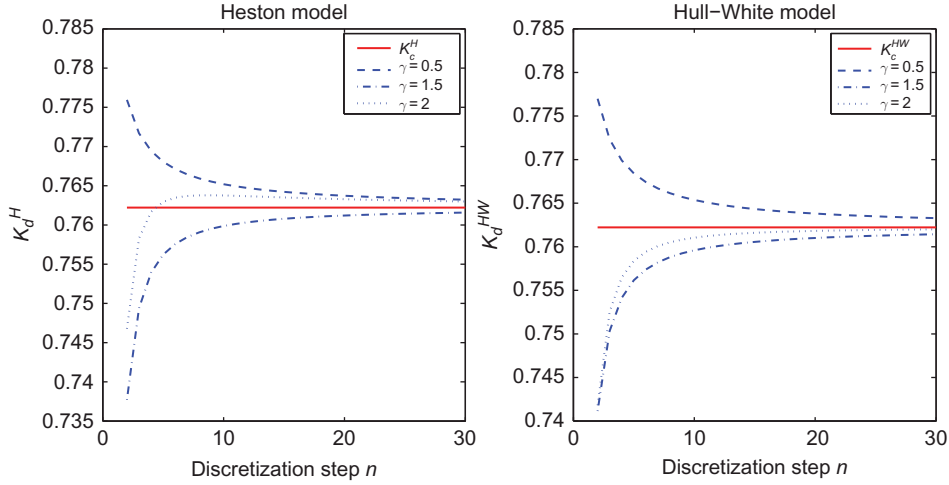 Heston model
0.785
0.78
0.775
0.77
0.765
0.76
0.755
0.75
0.745
0.74
0.735
K_d^H
0
10
20
30
Discretization step n
K_c^H
γ = 0.5
γ = 1.5
γ = 2
Hull−White model
0.785
0.78
0.775
0.77
0.765
0.76
0.755
0.75
0.745
0.74
K_d^HW
0
10
20
30
Discretization step n
K_c^HW
γ = 0.5
γ = 1.5
γ = 2